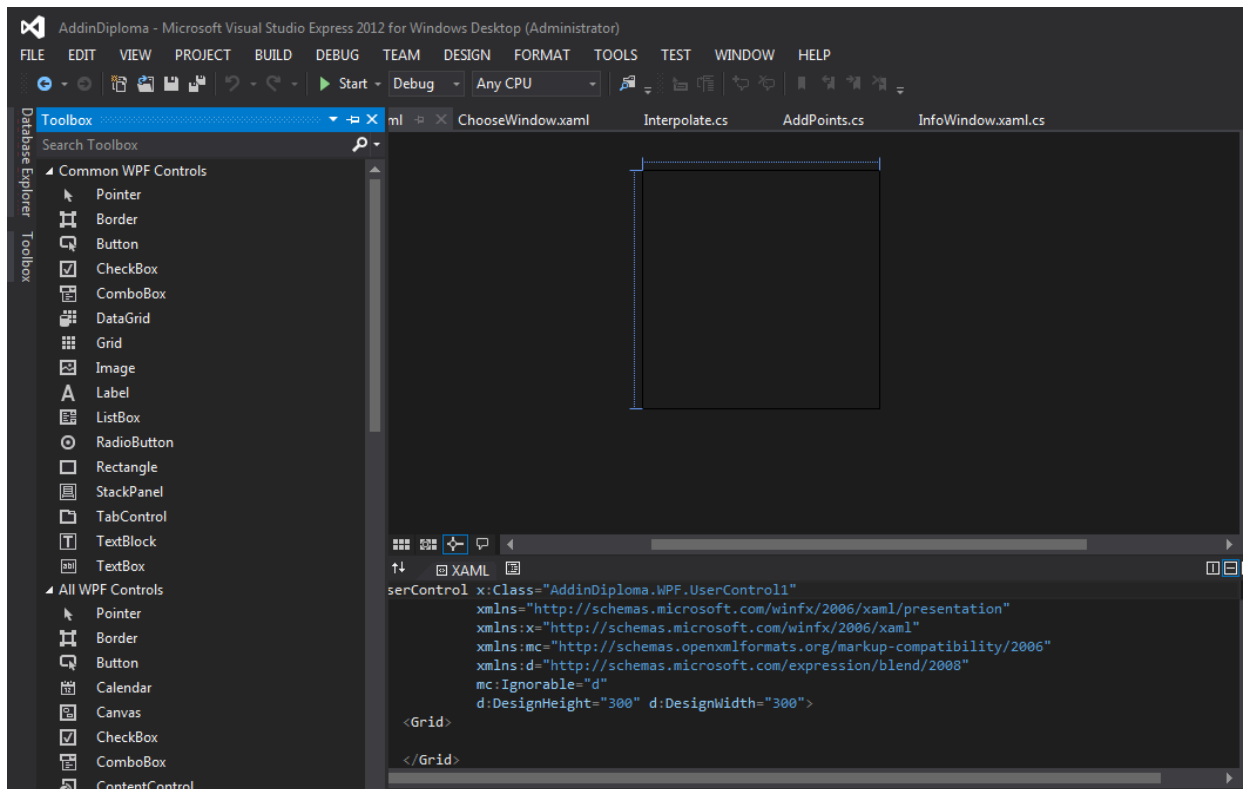 AddinDiploma - Microsoft Visual Studio Express 2012 for Windows Desktop (Administrator)
FILE EDIT VIEW PROJECT BUILD DEBUG TEAM DESIGN FORMAT TOOLS TEST WINDOW HELP
Start Debug Any CPU
Database Explorer
Toolbox
Toolbox
Search Toolbox
Common WPF Controls
Pointer
Border
Button
CheckBox
ComboBox
DataGrid
Grid
Image
Label
ListBox
RadioButton
Rectangle
StackPanel
TabControl
TextBlock
TextBox
All WPF Controls
Pointer
Border
Button
Calendar
Canvas
CheckBox
ComboBox
ContentControl
ml ChooseWindow.xaml Interpolate.cs AddPoints.cs InfoWindow.xaml.cs
XAML
serControl x:Class="AddinDiploma.WPF.UserControl1"
xmlns="http://schemas.microsoft.com/winfx/2006/xaml/presentation"
xmlns:x="http://schemas.microsoft.com/winfx/2006/xaml"
xmlns:mc="http://schemas.openxmlformats.org/markup-compatibility/2006"
xmlns:d="http://schemas.microsoft.com/expression/blend/2008"
mc:Ignorable="d"
d:DesignHeight="300" d:DesignWidth="300">
<Grid>
</Grid>